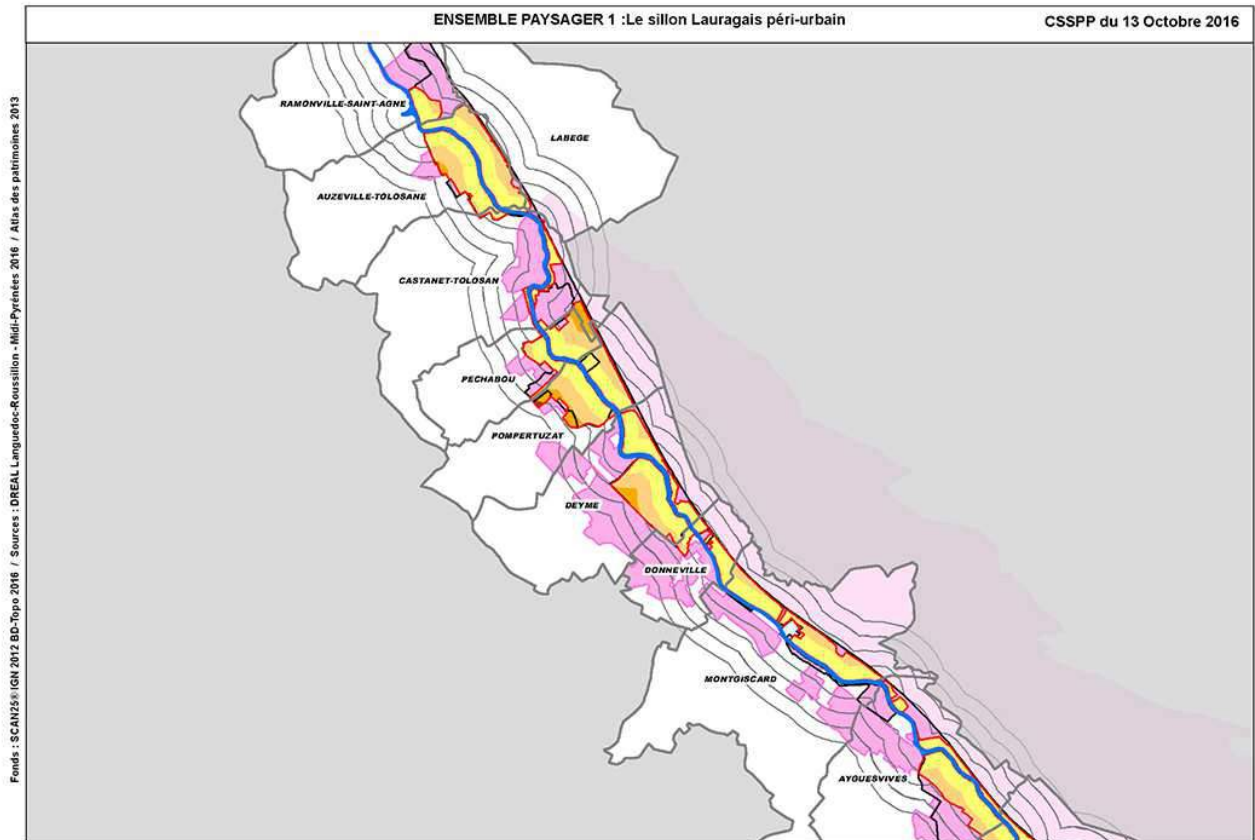 ENSEMBLE PAYSAGER 1 :Le sillon Lauragais péri-urbain
CSSPP du 13 Octobre 2016
Fonds : SCAN25®IGN 2012 BD-Topo 2016 / Sources : DREAL Languedoc-Roussillon - Midi-Pyrénées 2016 / Atlas des patrimoines 2013
RAMONVILLE-SAINT-AGNE
LABEGE
AUZEVILLE-TOLOSANE
CASTANET-TOLOSAN
PECHABOU
POMPERTUZAT
DEYME
DONNEVILLE
MONTGISCARD
AYGUESVIVES